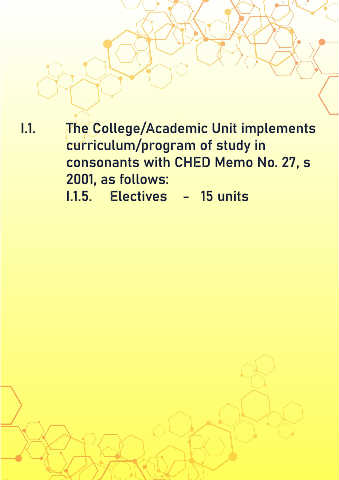 I.1. The College/Academic Unit implements
curriculum/program of study in
consonants with CHED Memo No. 27, s
2001, as follows:
I.1.5. Electives - 15 units